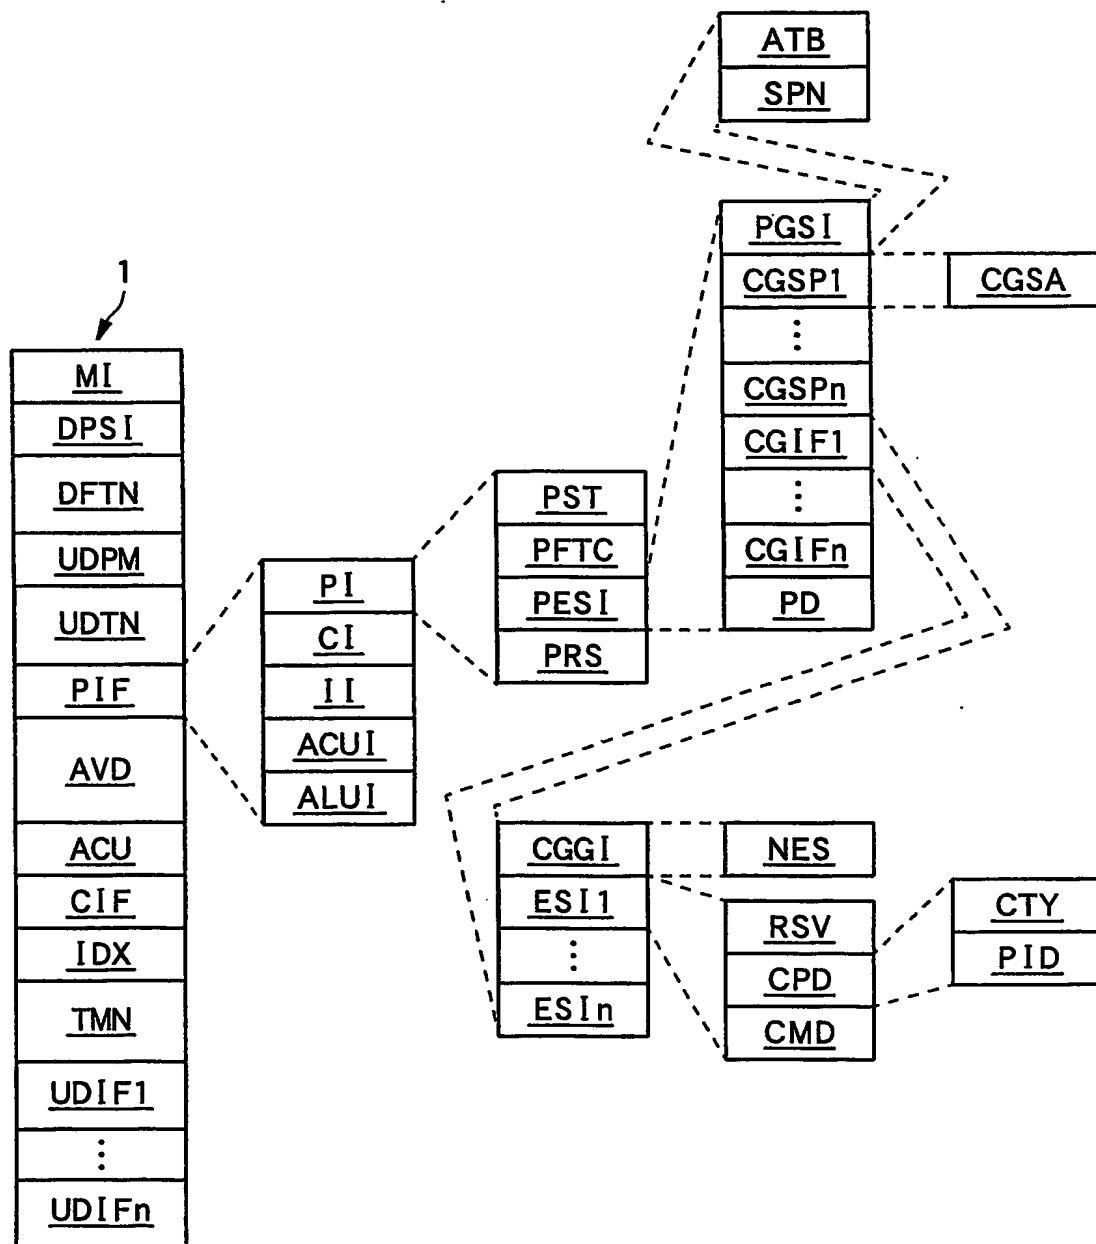 ATB
SPN
PGSI
CGSP1
⋮
CGSPn
CGIF1
⋮
CGIFn
PD
CGSA
1
MI
DPSI
DFTN
UDPM
UDTN
PIF
AVD
ACU
CIF
IDX
TMN
UDIF1
⋮
UDIFn
PI
CI
II
ACUI
ALUI
PST
PFTC
PESI
PRS
CGGI
ESI1
⋮
ESIn
NES
RSV
CPD
CMD
CTY
PID